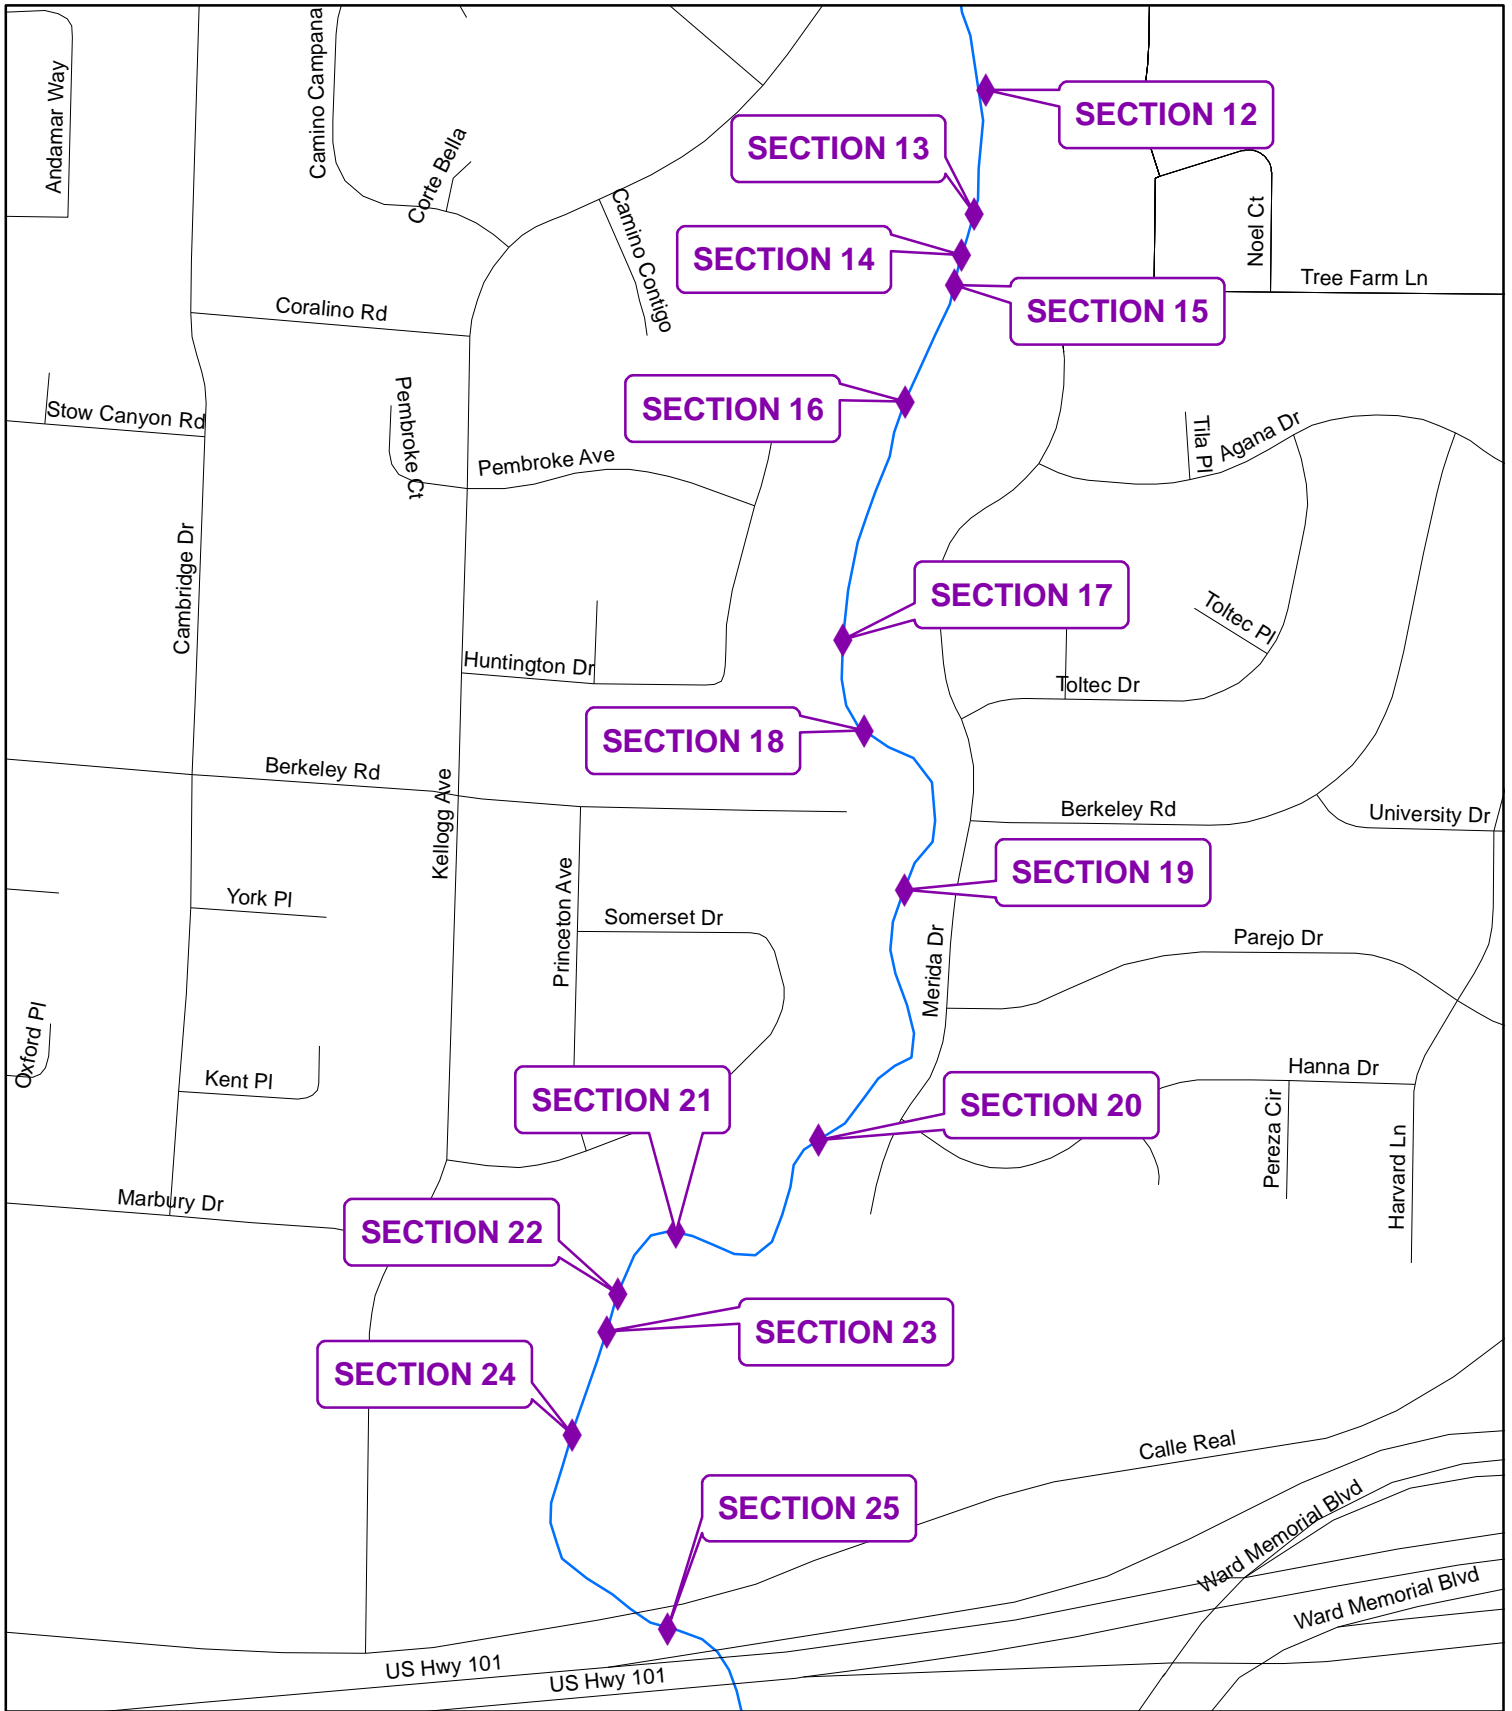 Andamar Way
Camino Campana
Corte Bella
SECTION 12
SECTION 13
Camino Contigo
Noel Ct
SECTION 14
Tree Farm Ln
Coralino Rd
SECTION 15
Pembroke Ct
SECTION 16
Stow Canyon Rd
Tila Pl
Agana Dr
Pembroke Ave
Cambridge Dr
SECTION 17
Toltec Pl
Huntington Dr
Toltec Dr
SECTION 18
Berkeley Rd
Kellogg Ave
Berkeley Rd
University Dr
SECTION 19
York Pl
Princeton Ave
Somerset Dr
Merida Dr
Parejo Dr
Oxford Pl
Kent Pl
Hanna Dr
SECTION 21
SECTION 20
Pereza Cir
Harvard Ln
Marbury Dr
SECTION 22
SECTION 23
SECTION 24
Calle Real
SECTION 25
Ward Memorial Blvd
Ward Memorial Blvd
US Hwy 101
US Hwy 101